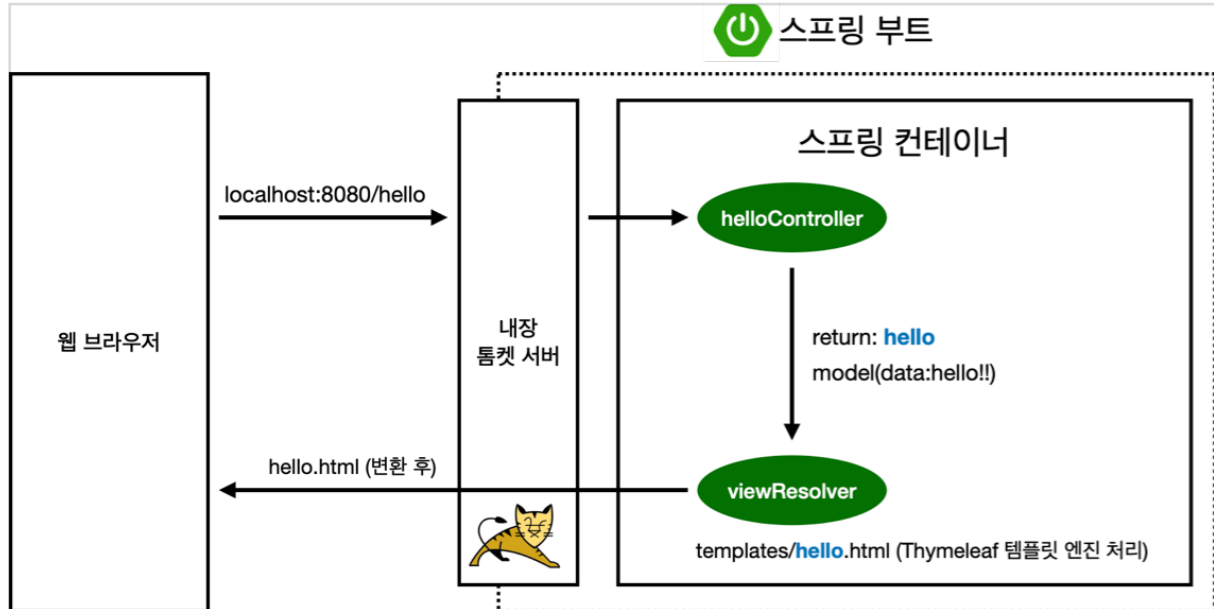 스프링 부트
스프링 컨테이너
localhost:8080/hello
helloController
웹 브라우저
내장
톰켓 서버
return: hello
model(data:hello!!)
hello.html (변환 후)
viewResolver
templates/hello.html (Thymeleaf 템플릿 엔진 처리)